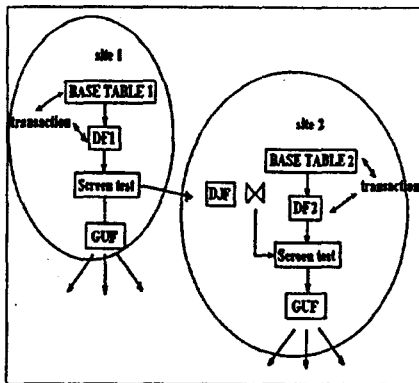 site 1
BASE TABLE 1
transaction
DF1
Screen test
GUF
site 2
BASE TABLE 2
transaction
DJF
DF2
Screen test
GUF